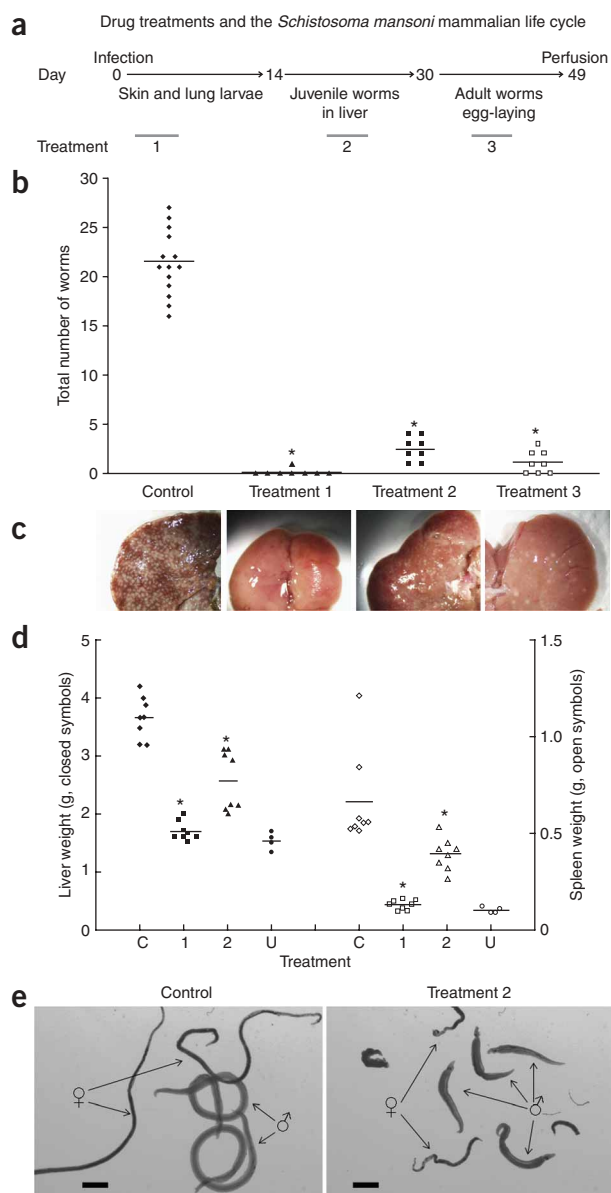 a
Drug treatments and the Schistosoma mansoni mammalian life cycle
Infection Perfusion
Day 0 14 30 49
Skin and lung larvae Juvenile worms in liver Adult worms egg-laying
Treatment 1 2 3
b
Total number of worms
30
25
20
15
10
5
0
* * *
Control Treatment 1 Treatment 2 Treatment 3
c
d
Liver weight (g, closed symbols)
5
4
3
2
1
0
Spleen weight (g, open symbols)
1.5
1.0
0.5
0
* * * *
C 1 2 U C 1 2 U
Treatment
e
Control Treatment 2
♀ ♂ ♀ ♂